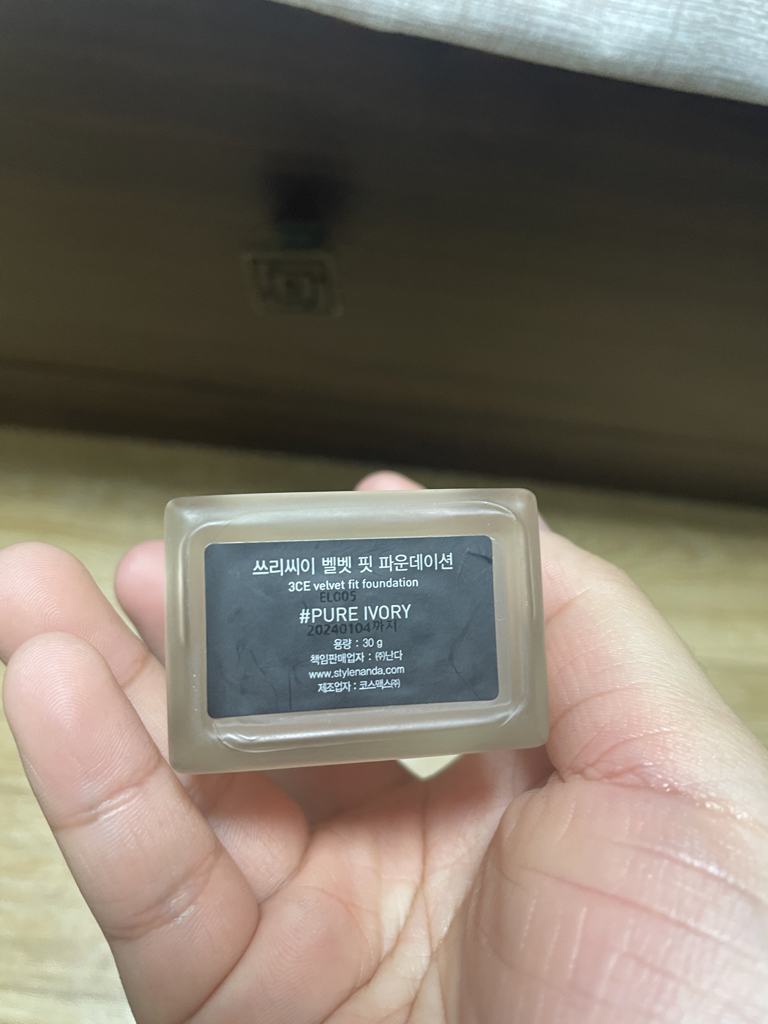 쓰리씨이 벨벳 핏 파운데이션
3CE velvet fit foundation
EL005
#PURE IVORY
20240104까지
용량 : 30 g
책임판매업자 : ㈜난다
www.stylenanda.com
제조업자 : 코스맥스㈜